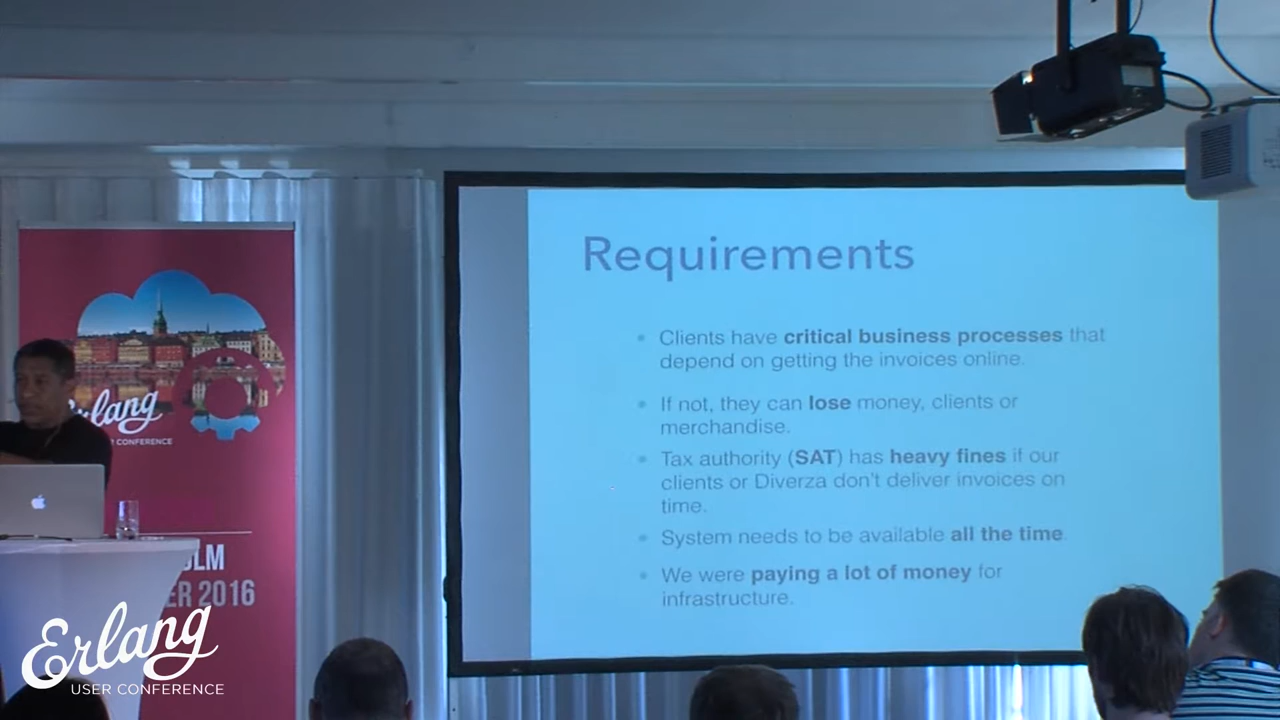 Requirements
• Clients have critical business processes that
depend on getting the invoices online.
• If not, they can lose money, clients or
merchandise.
• Tax authority (SAT) has heavy fines if our
clients or Diverza don't deliver invoices on
time.
• System needs to be available all the time.
• We were paying a lot of money for
infrastructure.
lang
R CONFERENCE
LM
ER 2016
Erlang
USER CONFERENCE